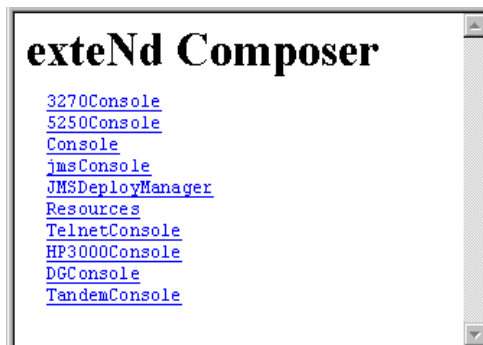 exteNd Composer
3270Console
5250Console
Console
jmsConsole
JMSDeployManager
Resources
TelnetConsole
HP3000Console
DGConsole
TandemConsole